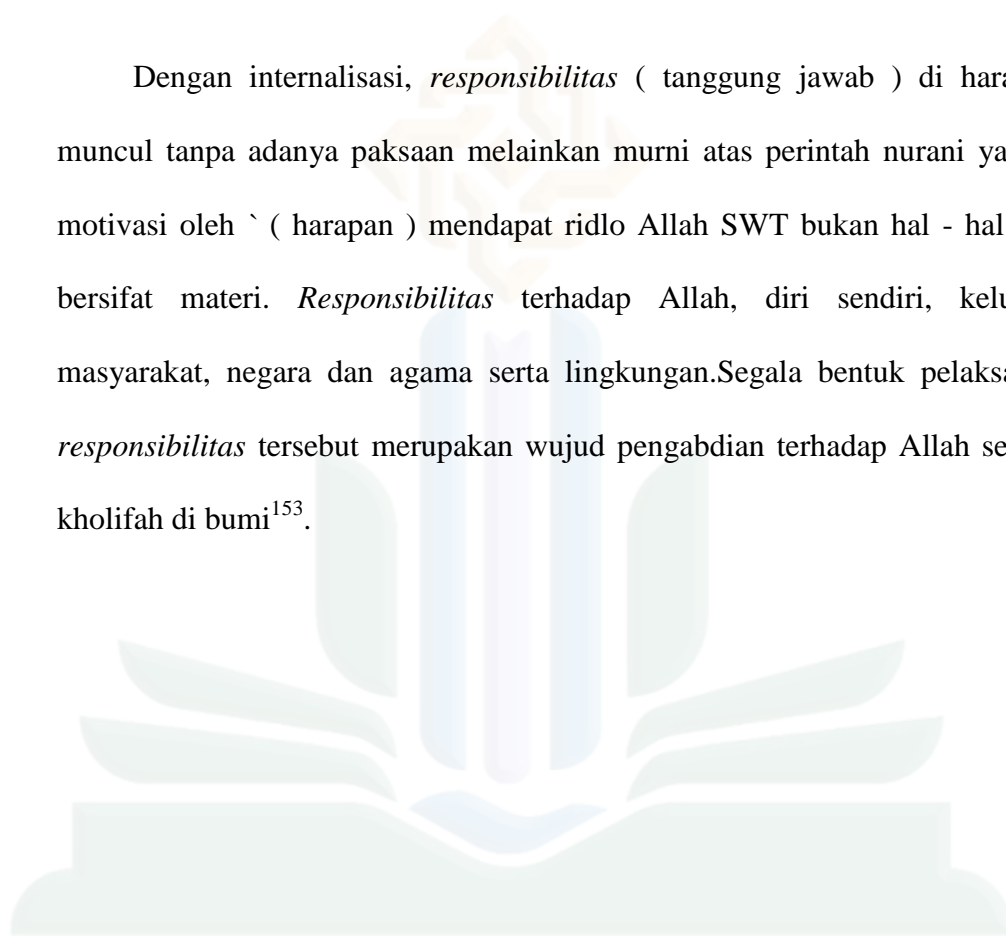 Dengan internalisasi, responsibilitas ( tanggung jawab ) di hara
muncul tanpa adanya paksaan melainkan murni atas perintah nurani ya
motivasi oleh ` ( harapan ) mendapat ridlo Allah SWT bukan hal - hal
bersifat materi. Responsibilitas terhadap Allah, diri sendiri, kelu
masyarakat, negara dan agama serta lingkungan.Segala bentuk pelaksa
responsibilitas tersebut merupakan wujud pengabdian terhadap Allah se
kholifah di bumi153.